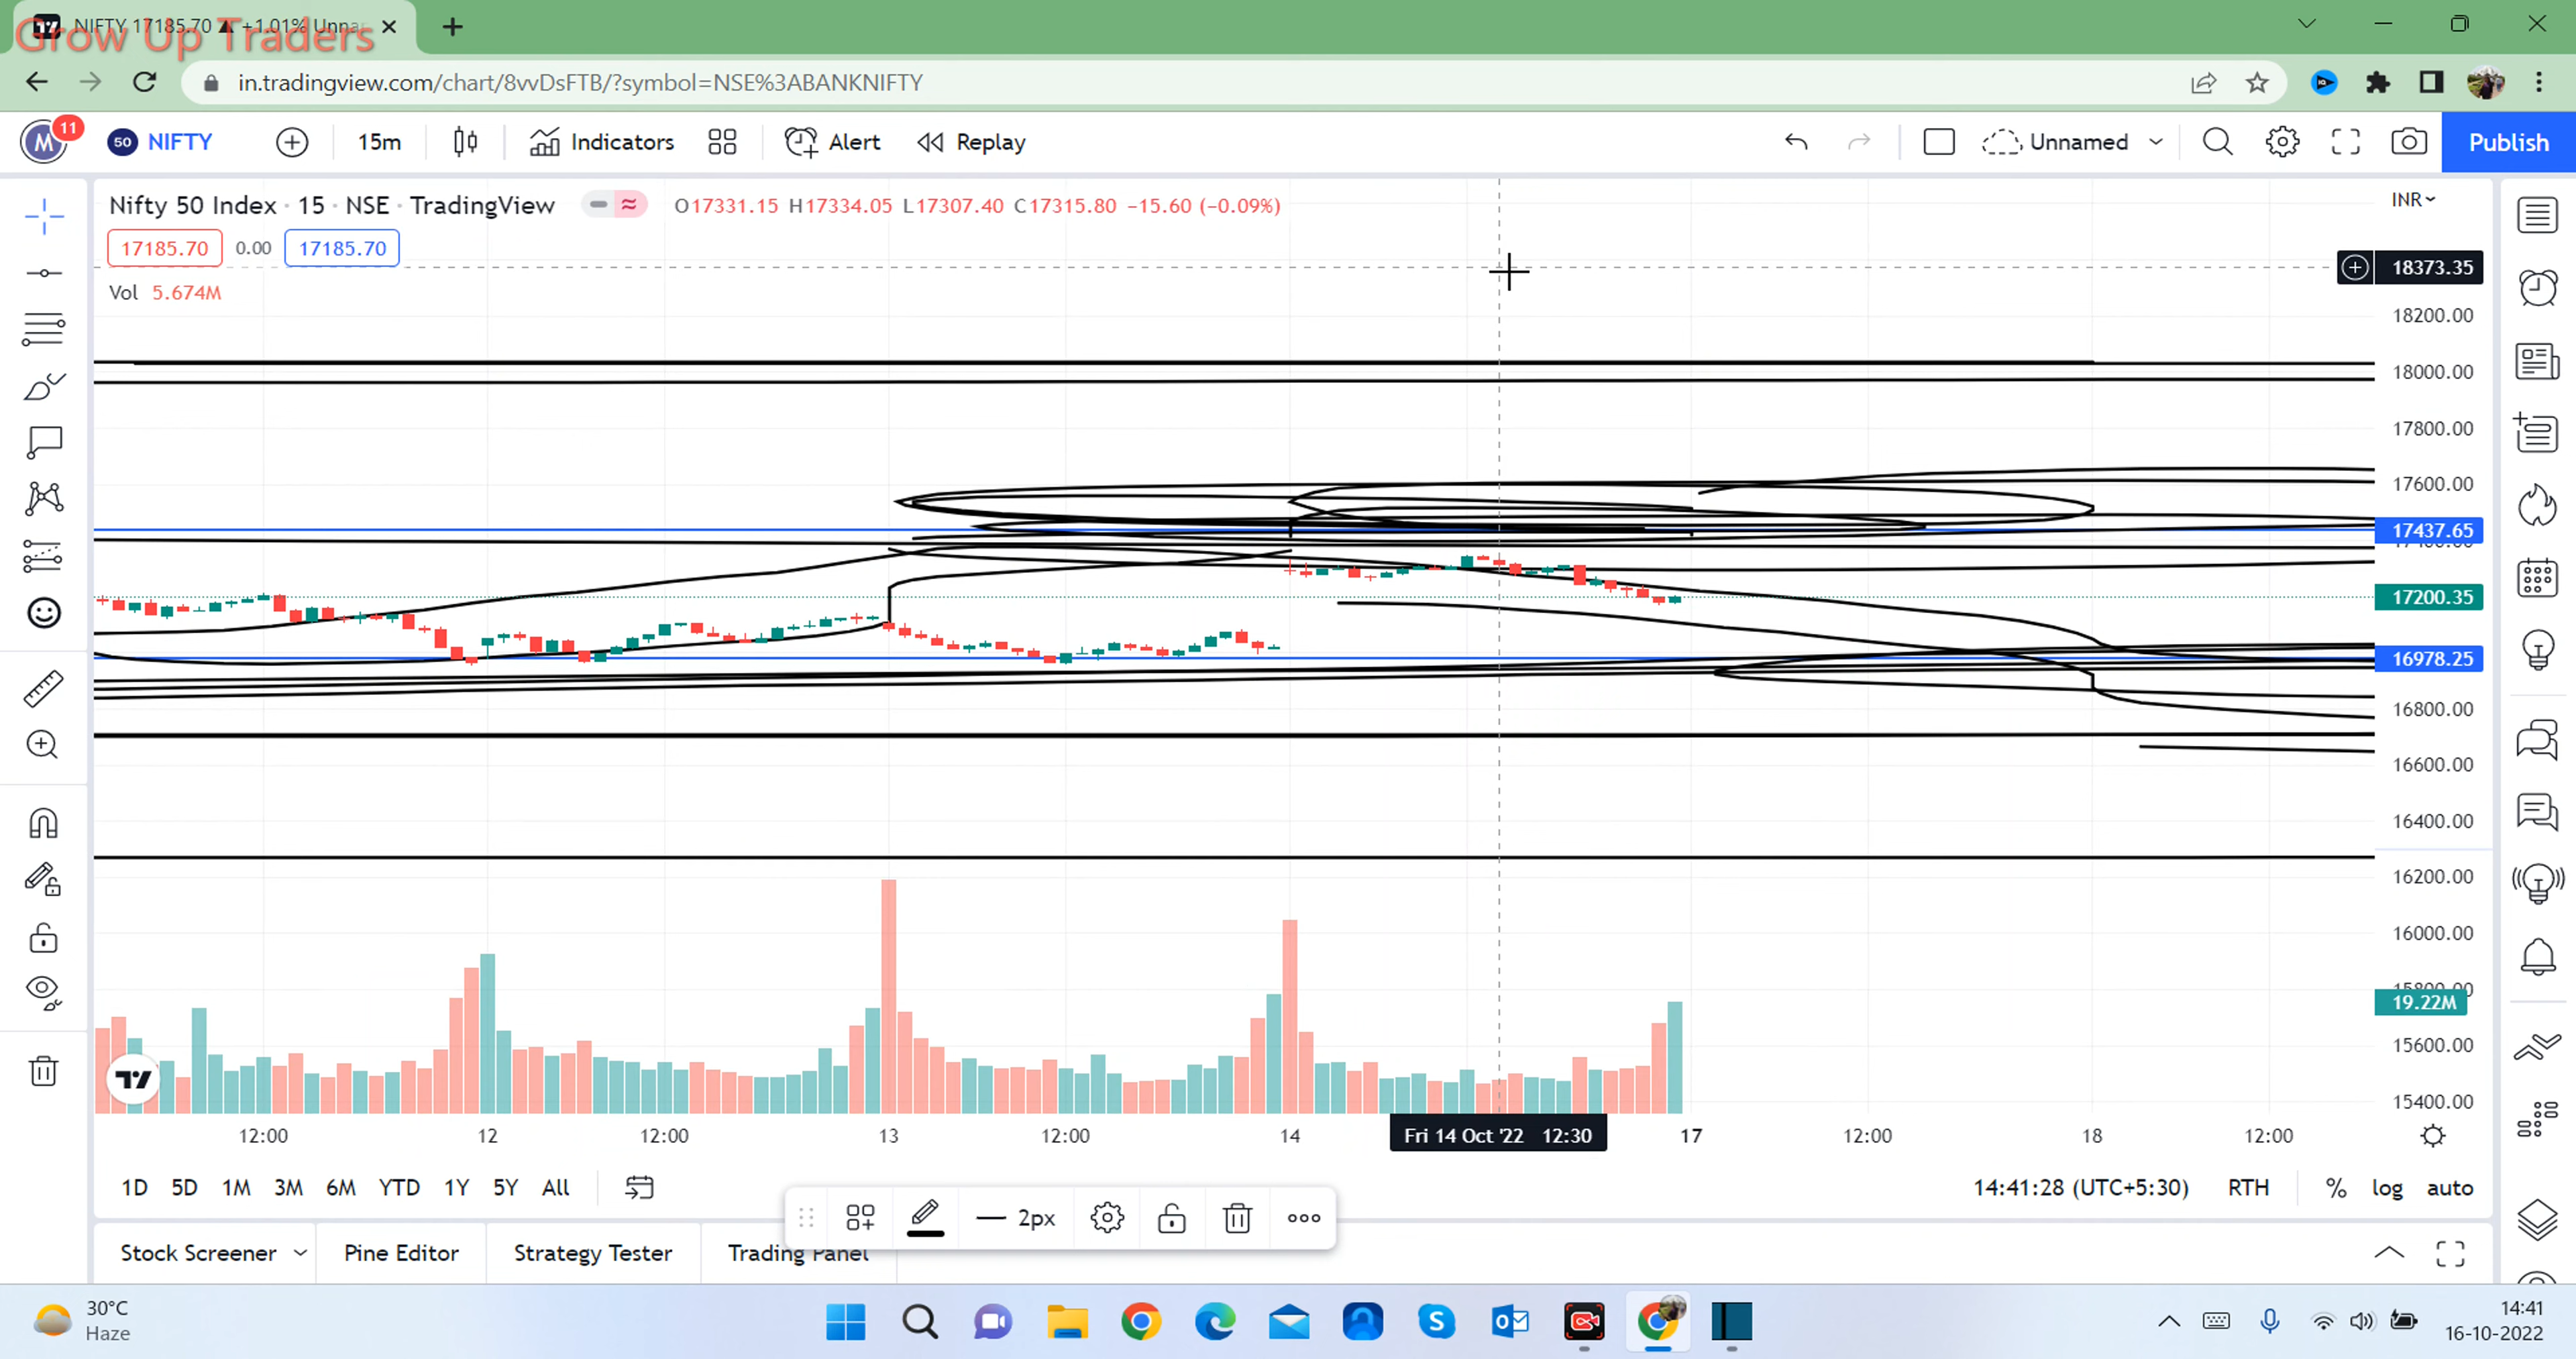 NIFTY 17185.70 ▲ +1.01% Unna
Grow Up Traders
in.tradingview.com/chart/8vvDsFTB/?symbol=NSE%3ABANKNIFTY
M 11 50 NIFTY 15m Indicators Alert Replay Unnamed Publish
Nifty 50 Index · 15 · NSE · TradingView O17331.15 H17334.05 L17307.40 C17315.80 −15.60 (−0.09%) INR
17185.70 0.00 17185.70
18373.35
Vol 5.674M
18200.00
18000.00
17800.00
17600.00
17437.65
17200.35
16978.25
16800.00
16600.00
16400.00
16200.00
16000.00
15800.00
19.22M
15600.00
15400.00
12:00 12 12:00 13 12:00 14 Fri 14 Oct '22 12:30 17 12:00 18 12:00
1D 5D 1M 3M 6M YTD 1Y 5Y All 14:41:28 (UTC+5:30) RTH % log auto
2px
Stock Screener Pine Editor Strategy Tester Trading Panel
30°C
Haze
14:41
16-10-2022